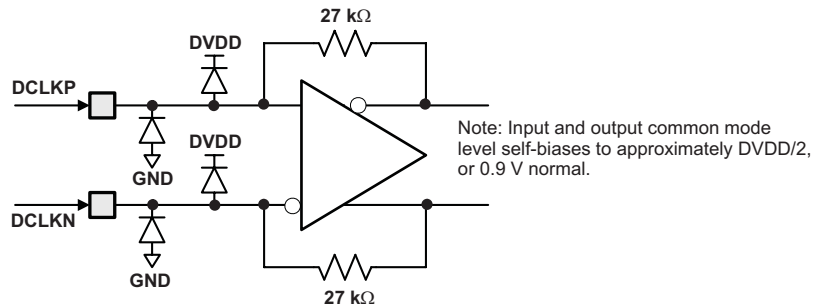 27 kΩ
DVDD
DCLKP
GND
DVDD
Note: Input and output common mode
level self-biases to approximately DVDD/2,
or 0.9 V normal.
DCLKN
GND
27 kΩ